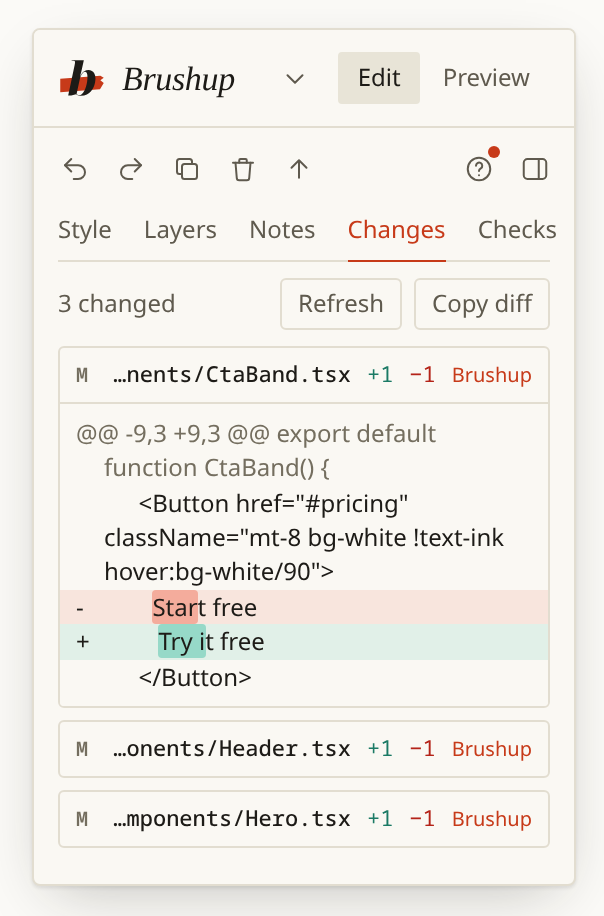 b Brushup Edit Preview
Style Layers Notes Changes Checks
3 changed Refresh Copy diff
M …nents/CtaBand.tsx +1 −1 Brushup
@@ -9,3 +9,3 @@ export default
function CtaBand() {
<Button href="#pricing"
className="mt-8 bg-white !text-ink
hover:bg-white/90">
- Start free
+ Try it free
</Button>
M …onents/Header.tsx +1 −1 Brushup
M …mponents/Hero.tsx +1 −1 Brushup